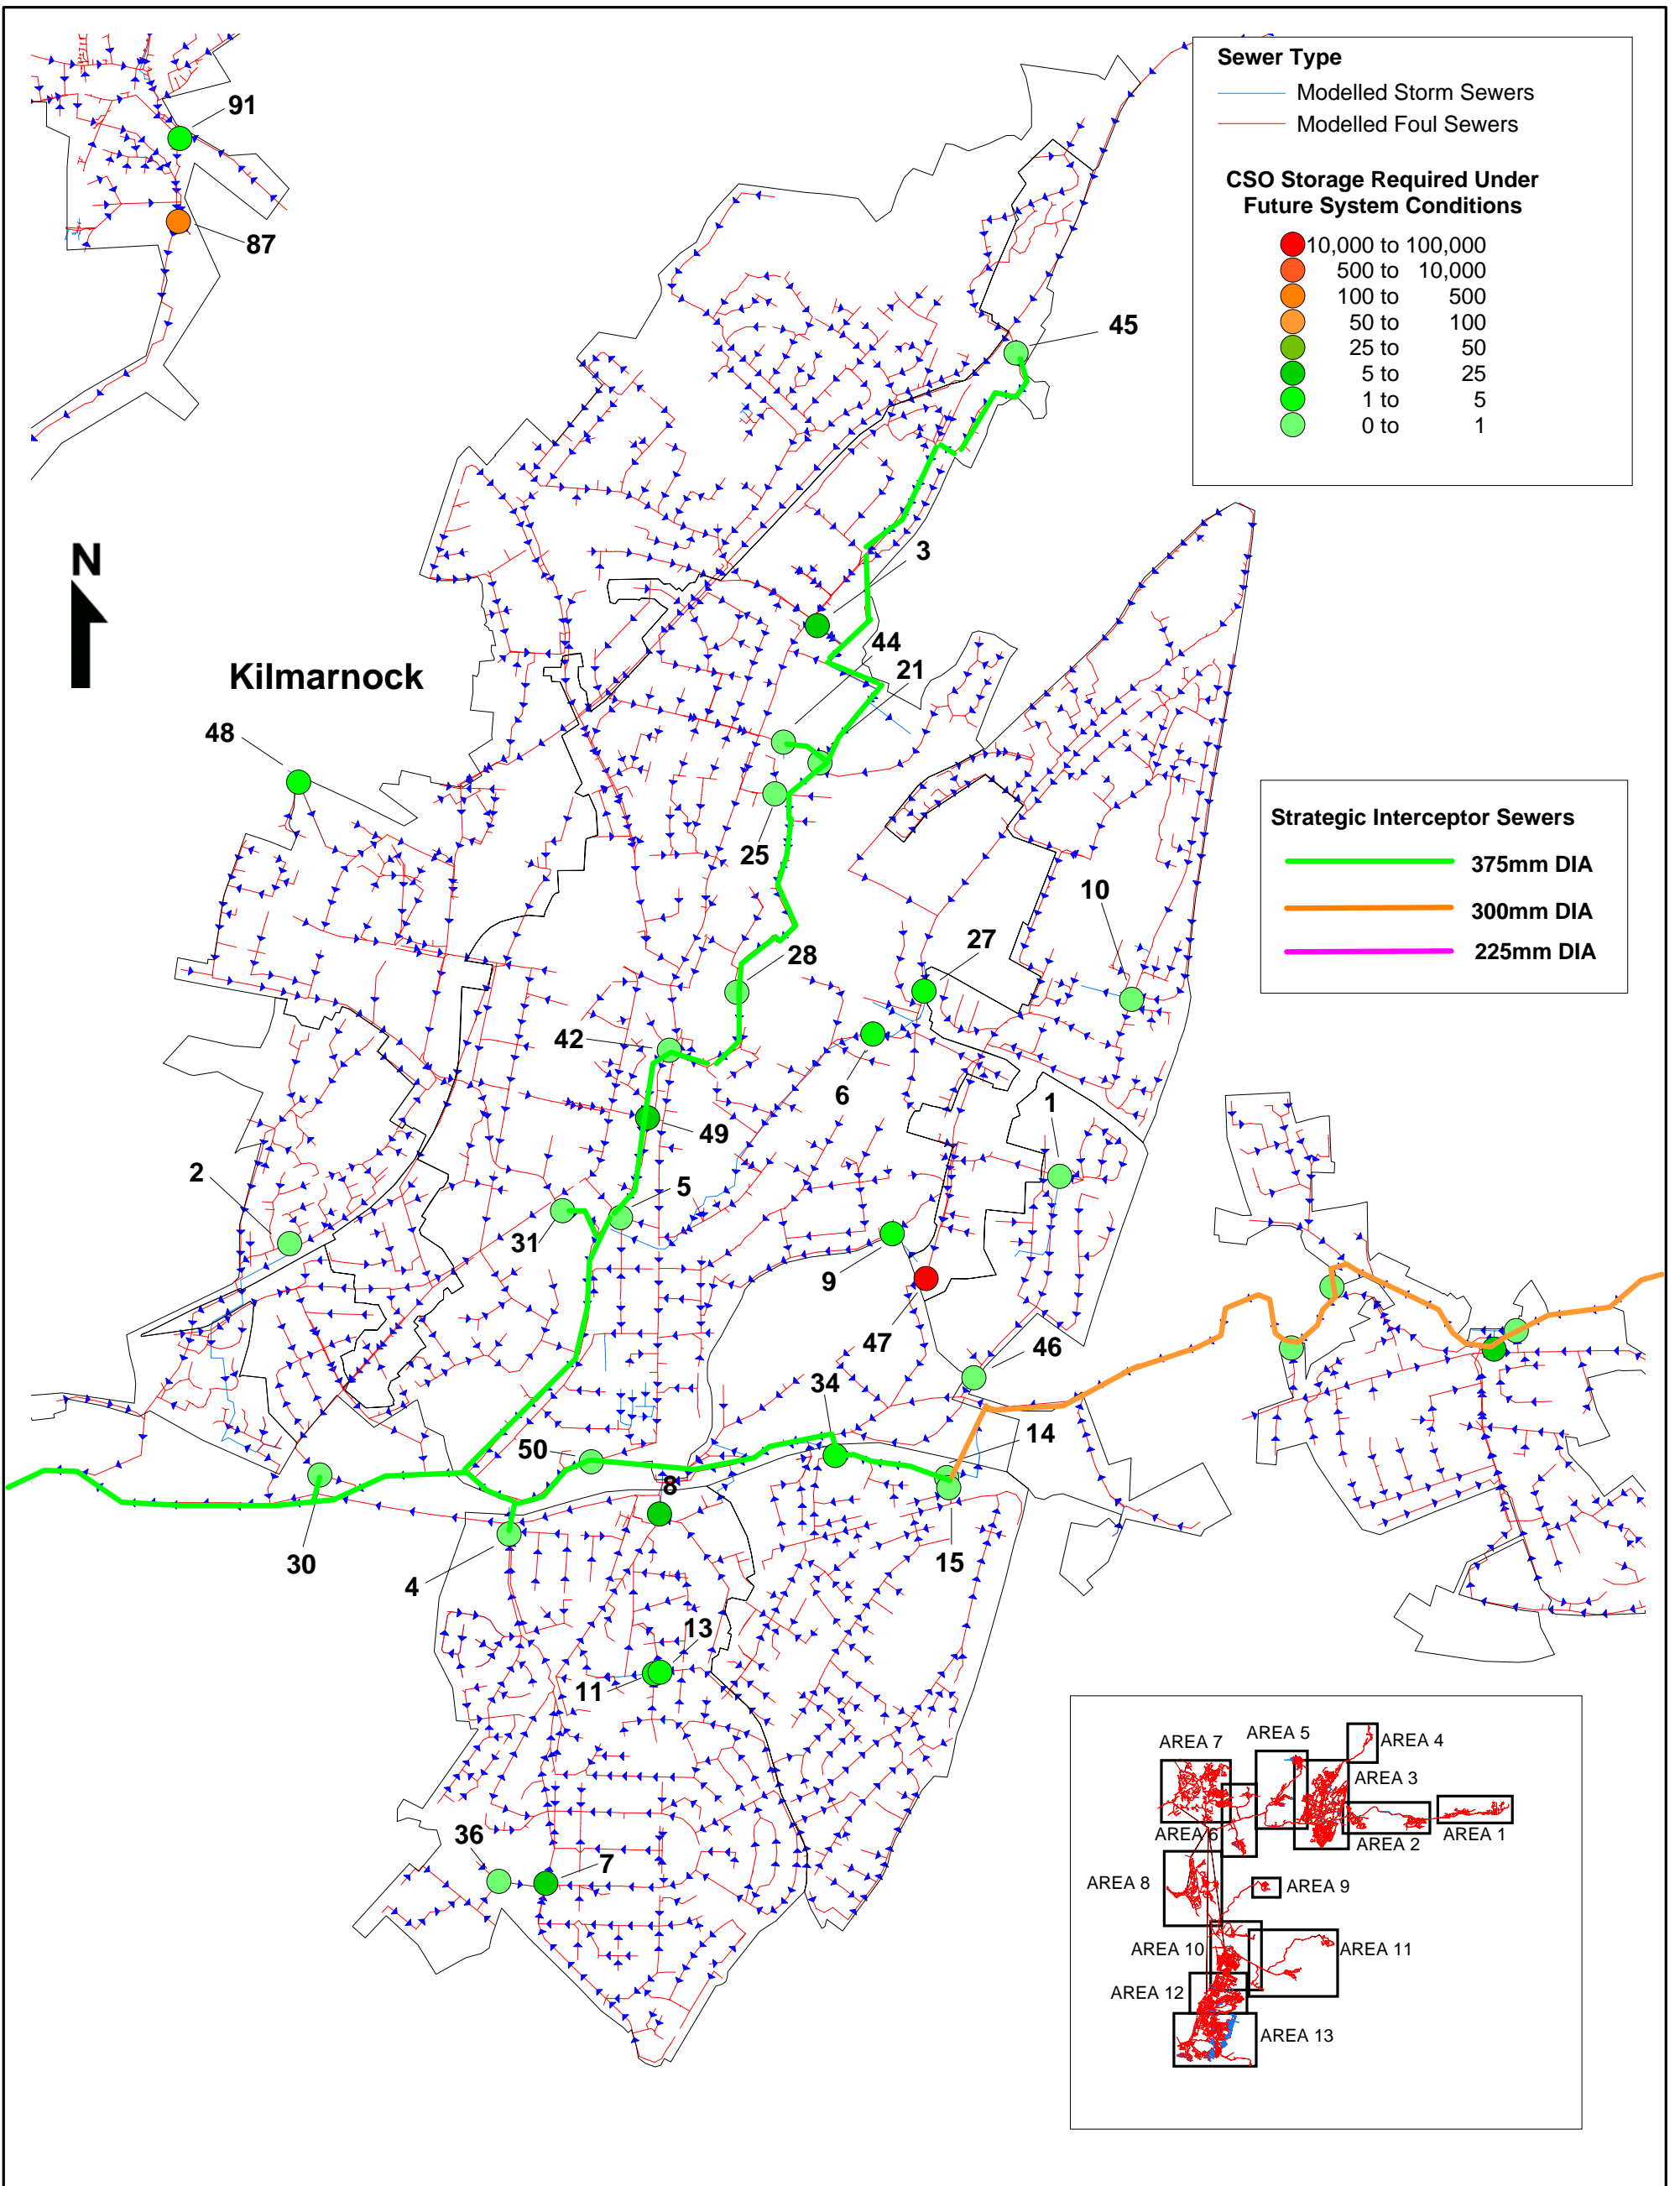 Sewer Type
Modelled Storm Sewers
Modelled Foul Sewers
CSO Storage Required Under
Future System Conditions
10,000 to 100,000
500 to 10,000
100 to 500
50 to 100
25 to 50
5 to 25
1 to 5
0 to 1
91
87
45
N
3
44
21
Kilmarnock
48
Strategic Interceptor Sewers
375mm DIA
300mm DIA
225mm DIA
25
10
27
28
42
6
1
49
2
5
31
9
47
46
34
14
50
8
30
4
15
13
11
36
7
AREA 7
AREA 5
AREA 4
AREA 3
AREA 6
AREA 2
AREA 1
AREA 8
AREA 9
AREA 10
AREA 11
AREA 12
AREA 13